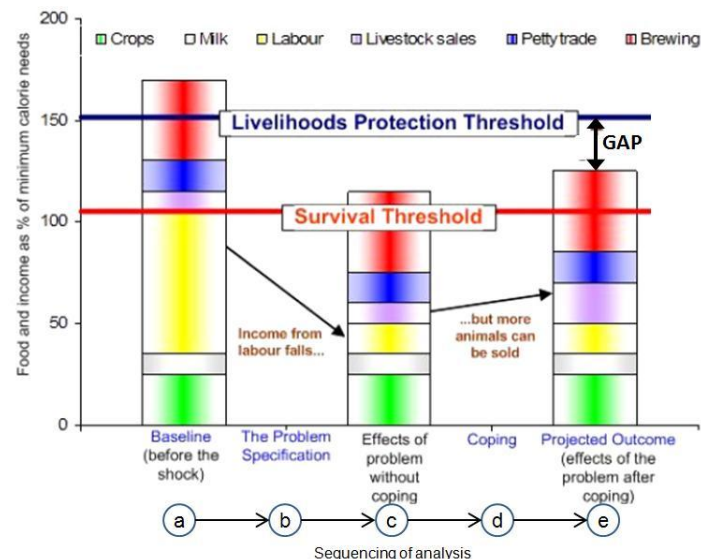 200
Crops Milk Labour Livestock sales Petty trade Brewing
150
Livelihoods Protection Threshold
GAP
100
Survival Threshold
50
Income from
labour falls...
...but more
animals can
be sold
0
Food and income as % of minimum calorie needs
Baseline
(before the
shock)
The Problem
Specification
Effects of
problem
without
coping
Coping
Projected Outcome
(effects of the
problem after
coping)
a b c d e
Sequencing of analysis